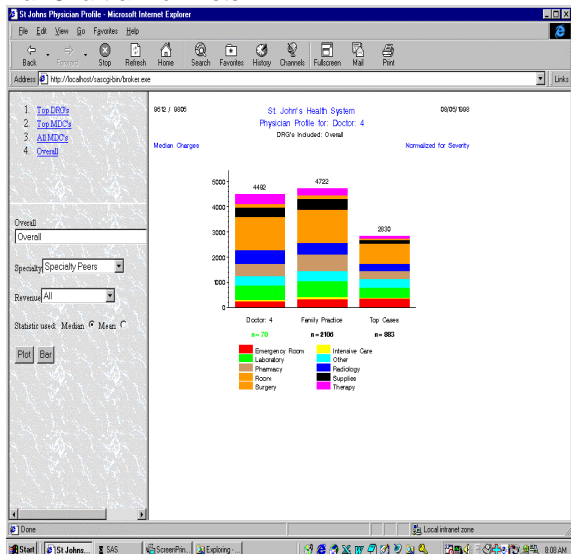 St Johns Physician Profile - Microsoft Internet Explorer
File Edit View Go Favorites Help
Back Forward Stop Refresh Home Search Favorites History Channels Fullscreen Mail Print
Address http://localhost/sascgi-bin/broker.exe Links
1. Top DRG's
2. Top MDC's
3. All MDC's
4. Overall
Overall
Overall
Specialty Specialty Peers
Revenue All
Statistic used: Median Mean
Plot Bar
9612 / 9805
St. John's Health System
08/05/1998
Physician Profile for: Doctor: 4
DRG's Included: Overall
Median Charges
Normalized for Severity
5000
4000
3000
2000
1000
0
4492
4722
2830
Doctor: 4 Family Practice Top Cases
n= 70 n= 2106 n= 883
Emergency Room Intensive Care
Laboratory Other
Pharmacy Radiology
Room Supplies
Surgery Therapy
Done Local intranet zone
Start St Johns... SAS ScreenPrin... Exploring - ... 8:08 AM